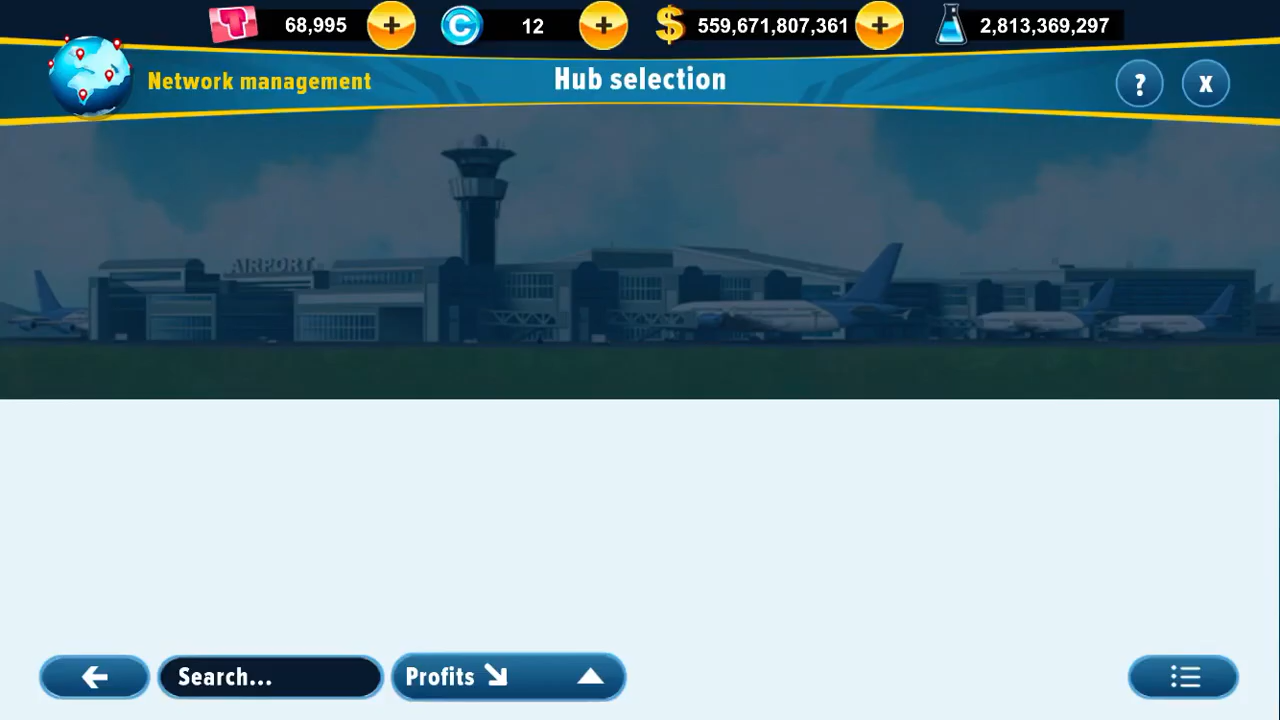 68,995
12
559,671,807,361
2,813,369,297
Network management
Hub selection
?
X
AIRPORT
Search...
Profits